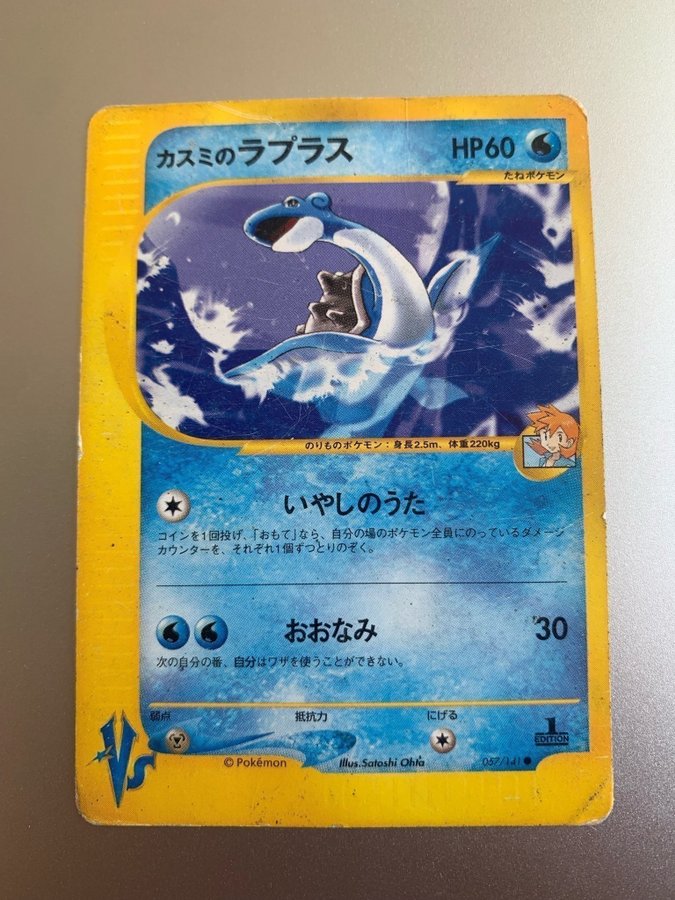 カスミのラプラス HP60
たねポケモン
のりものポケモン：身長2.5m、体重220kg
いやしのうた
コインを1回投げ、「おもて」なら、自分の場のポケモン全員にのっているダメージ
カウンターを、それぞれ1個ずつとりのぞく。
おおなみ 30
次の自分の番、自分はワザを使うことができない。
弱点 抵抗力 にげる
1
EDITION
VS
© Pokémon Illus.Satoshi Ohta 057/141